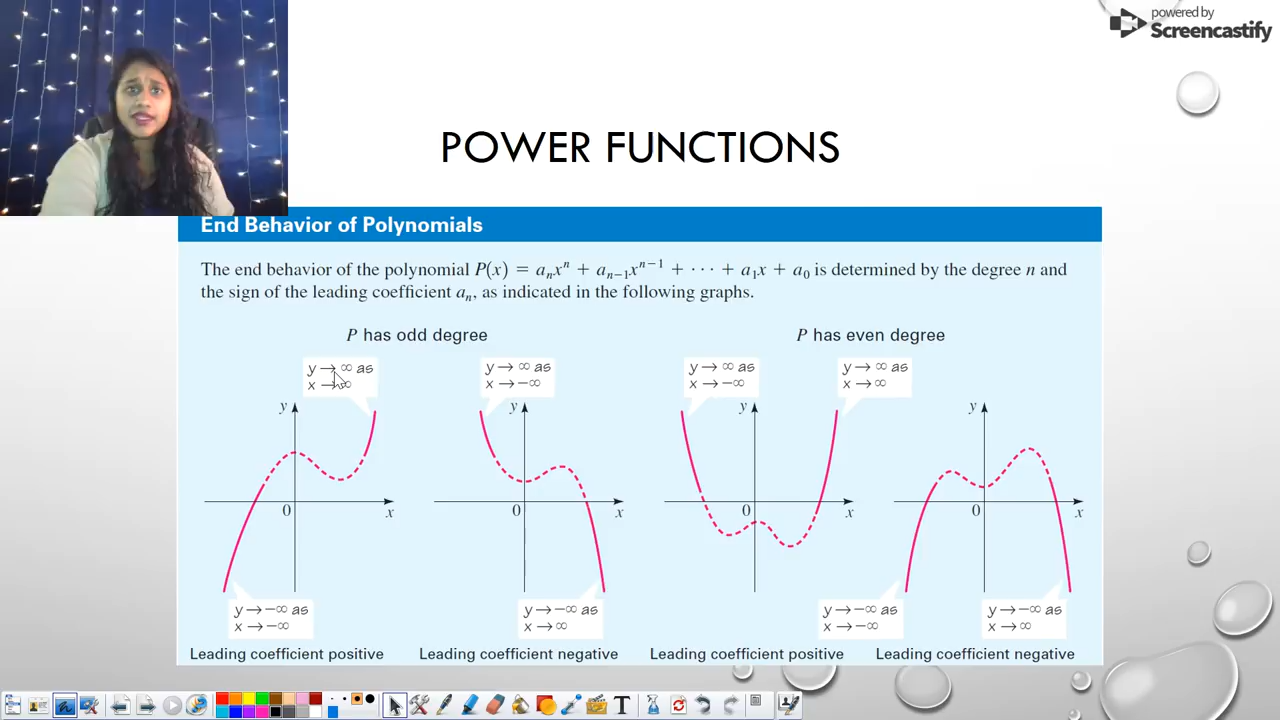 powered by
Screencastify
POWER FUNCTIONS
End Behavior of Polynomials
The end behavior of the polynomial P(x) = aₙxⁿ + aₙ₋₁xⁿ⁻¹ + · · · + a₁x + a₀ is determined by the degree n and
the sign of the leading coefficient aₙ, as indicated in the following graphs.
P has odd degree
P has even degree
y → ∞ as
x → ∞
y → ∞ as
x → −∞
y → ∞ as
x → −∞
y → ∞ as
x → ∞
y
y
y
y
0
x
0
x
0
x
0
x
y → −∞ as
x → −∞
y → −∞ as
x → ∞
y → −∞ as
x → −∞
y → −∞ as
x → ∞
Leading coefficient positive
Leading coefficient negative
Leading coefficient positive
Leading coefficient negative
T